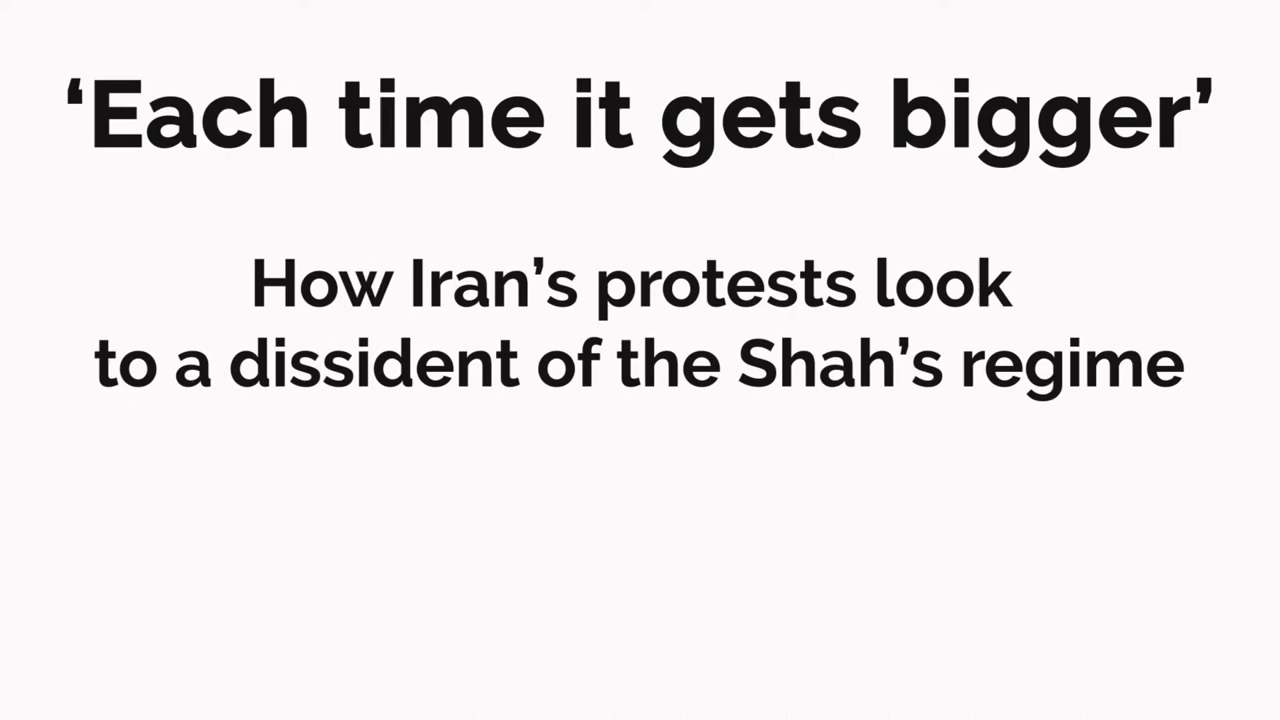 ‘Each time it gets bigger’
How Iran’s protests look
to a dissident of the Shah’s regime